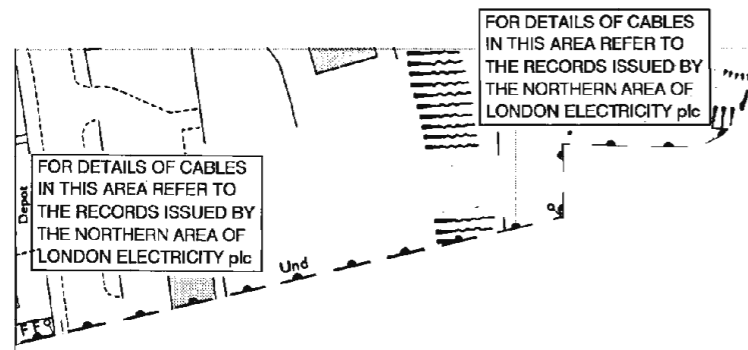 FOR DETAILS OF CABLES
IN THIS AREA REFER TO
THE RECORDS ISSUED BY
THE NORTHERN AREA OF
LONDON ELECTRICITY plc
FOR DETAILS OF CABLES
IN THIS AREA REFER TO
THE RECORDS ISSUED BY
THE NORTHERN AREA OF
LONDON ELECTRICITY plc
Depot
Und
F F